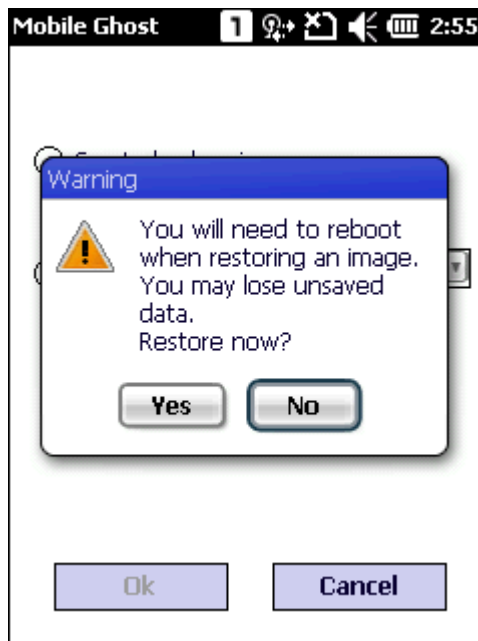 Mobile Ghost 1 2:55
Warning
You will need to reboot
when restoring an image.
You may lose unsaved
data.
Restore now?
Yes No
Ok Cancel